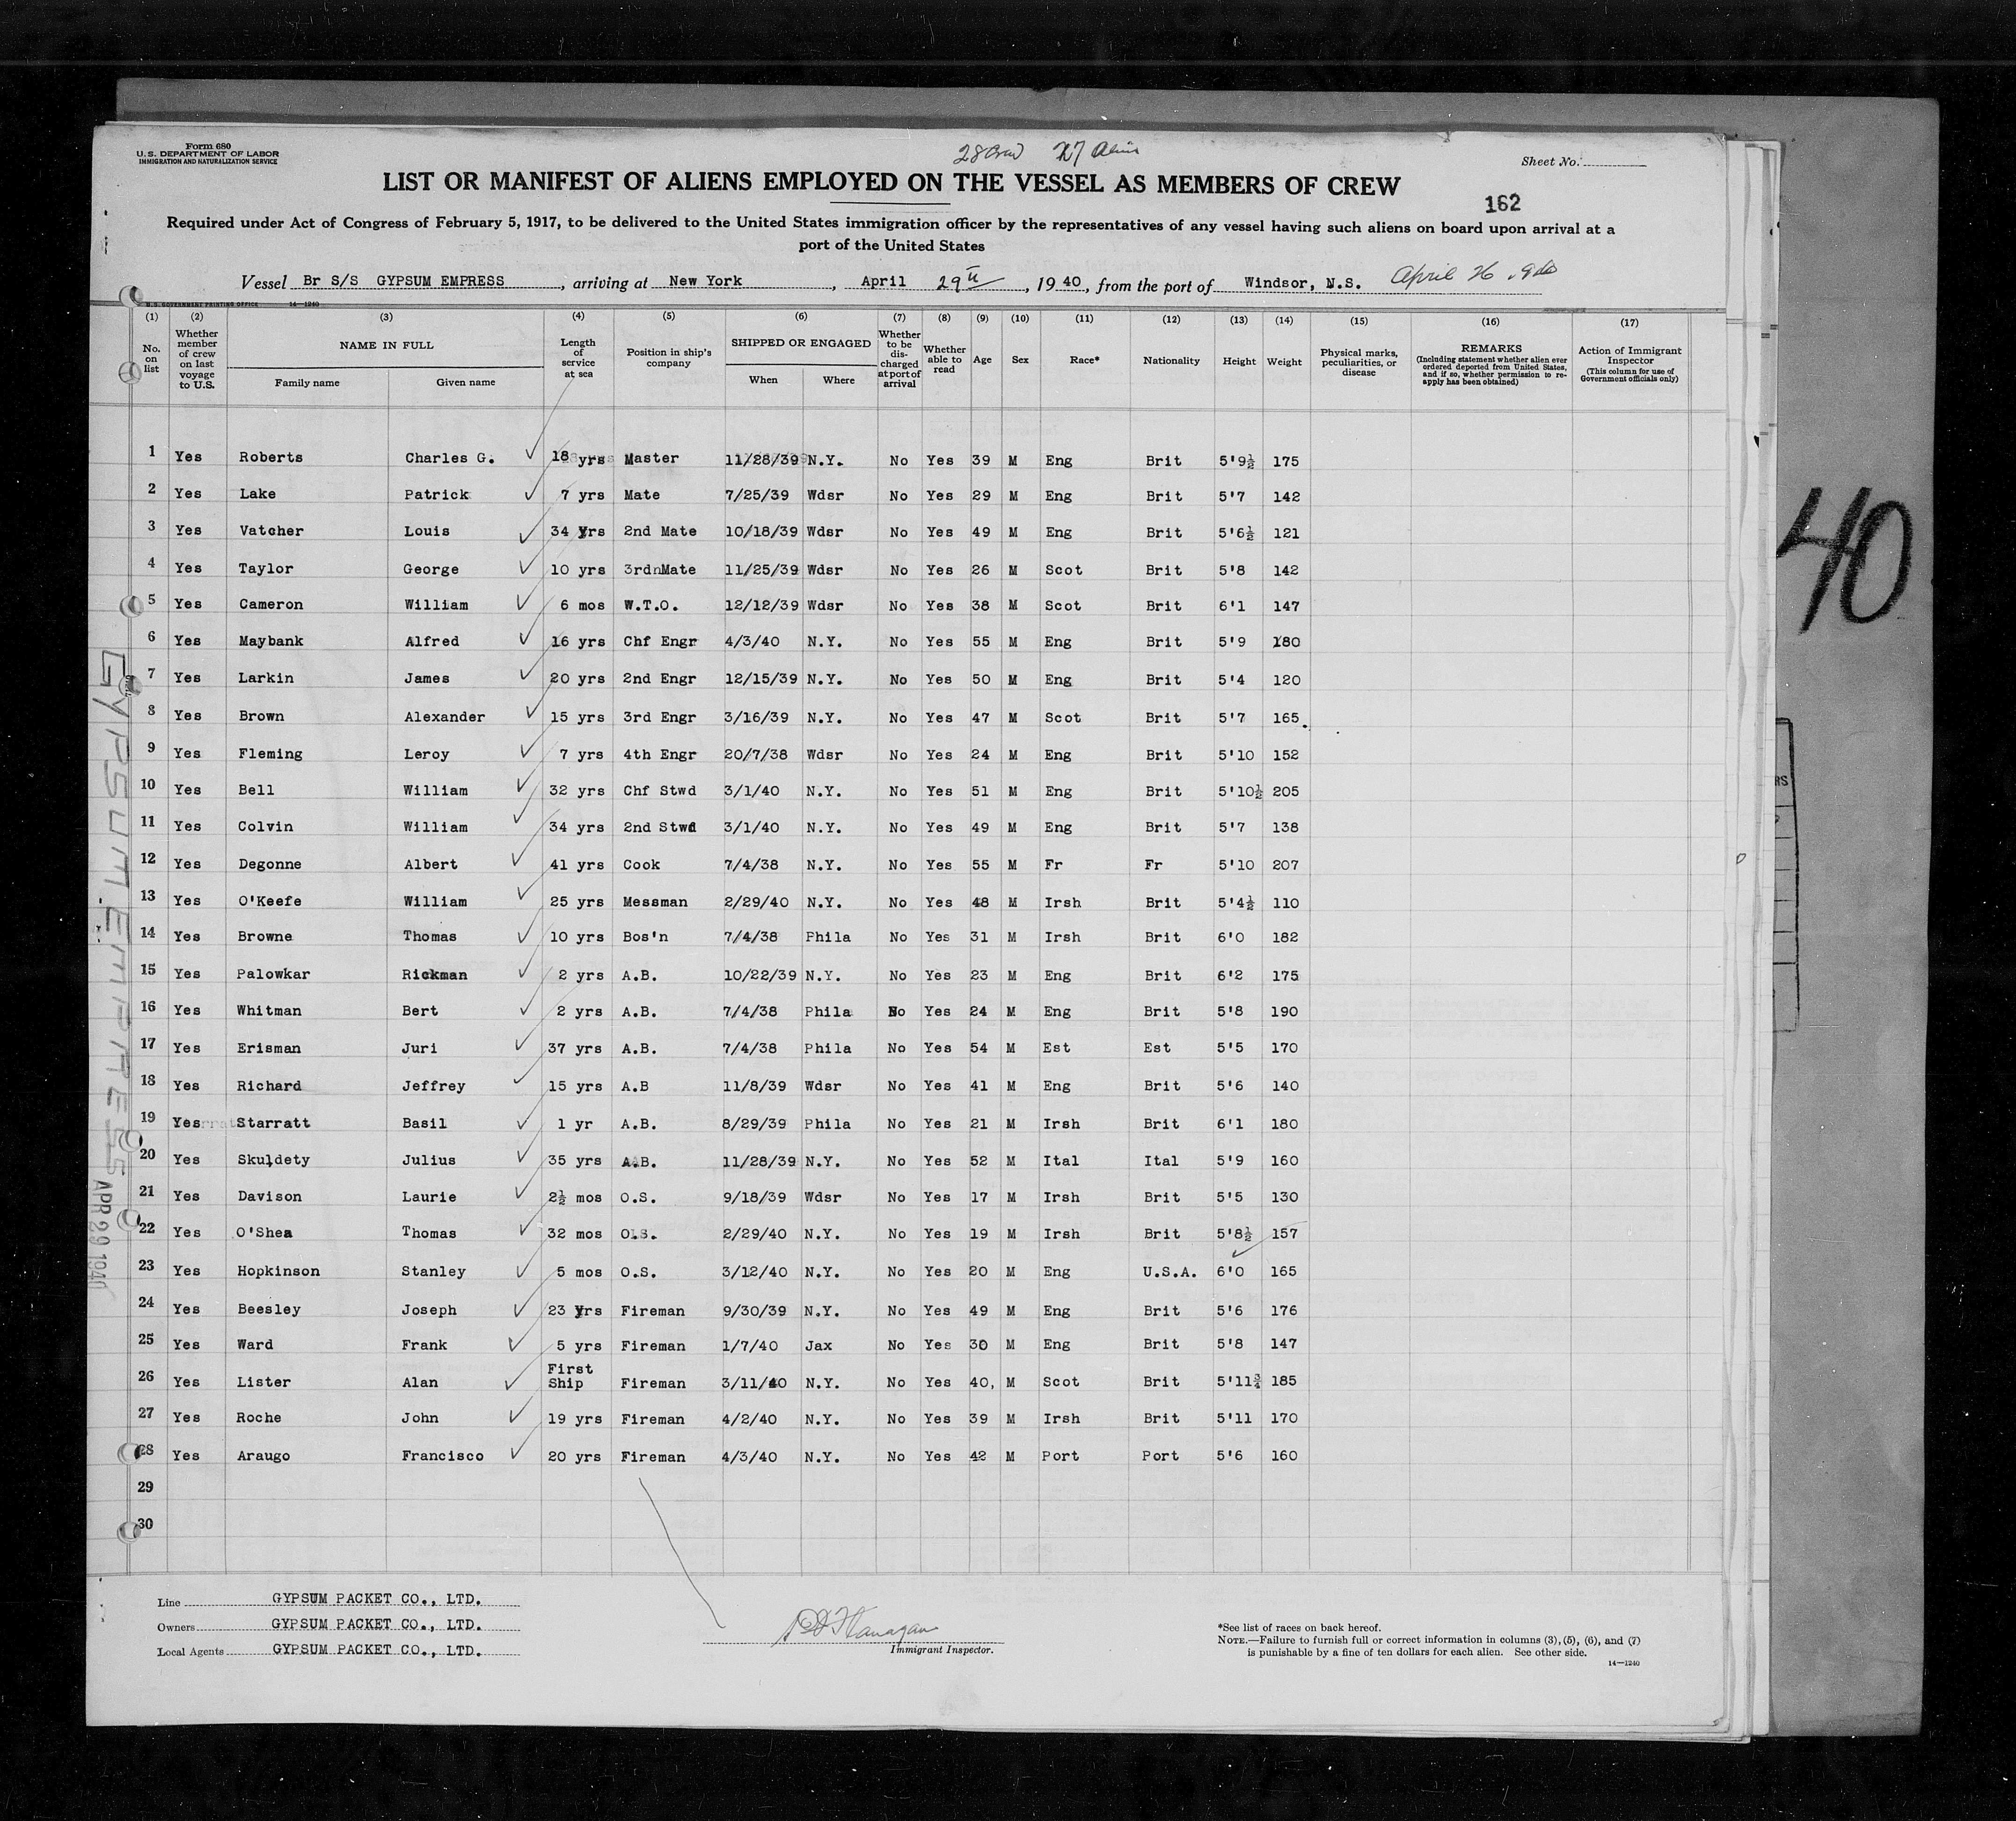 Form 680
U. S. DEPARTMENT OF LABOR
IMMIGRATION AND NATURALIZATION SERVICE
28 Crew 27 Aliens
Sheet No.
LIST OR MANIFEST OF ALIENS EMPLOYED ON THE VESSEL AS MEMBERS OF CREW
162
Required under Act of Congress of February 5, 1917, to be delivered to the United States immigration officer by the representatives of any vessel having such aliens on board upon arrival at a
port of the United States
Vessel Br S/S GYPSUM EMPRESS, arriving at New York, April 29th, 1940, from the port of Windsor, N.S. April 26
U. S. GOVERNMENT PRINTING OFFICE 14—1240
(1) (2) (3) (4) (5) (6) (7) (8) (9) (10) (11) (12) (13) (14) (15) (16) (17)
No. on list
Whether member of crew on last voyage to U.S.
NAME IN FULL
Family name
Given name
Length of service at sea
Position in ship's company
SHIPPED OR ENGAGED
When
Where
Whether to be discharged at port of arrival
Whether able to read
Age
Sex
Race*
Nationality
Height
Weight
Physical marks, peculiarities, or disease
REMARKS
(Including statement whether alien ever ordered deported from United States, and if so, whether permission to re-apply has been obtained)
Action of Immigrant Inspector
(This column for use of Government officials only)
1 Yes Roberts Charles G. 18 yrs Master 11/28/39 N.Y. No Yes 39 M Eng Brit 5'9½ 175
2 Yes Lake Patrick 7 yrs Mate 7/25/39 Wdsr No Yes 29 M Eng Brit 5'7 142
3 Yes Vatcher Louis 34 yrs 2nd Mate 10/18/39 Wdsr No Yes 49 M Eng Brit 5'6½ 121
4 Yes Taylor George 10 yrs 3rdnMate 11/25/39 Wdsr No Yes 26 M Scot Brit 5'8 142
5 Yes Cameron William 6 mos W.T.O. 12/12/39 Wdsr No Yes 38 M Scot Brit 6'1 147
6 Yes Maybank Alfred 16 yrs Chf Engr 4/3/40 N.Y. No Yes 55 M Eng Brit 5'9 180
7 Yes Larkin James 20 yrs 2nd Engr 12/15/39 N.Y. No Yes 50 M Eng Brit 5'4 120
8 Yes Brown Alexander 15 yrs 3rd Engr 3/16/39 N.Y. No Yes 47 M Scot Brit 5'7 165.
9 Yes Fleming Leroy 7 yrs 4th Engr 20/7/38 Wdsr No Yes 24 M Eng Brit 5'10 152
10 Yes Bell William 32 yrs Chf Stwd 3/1/40 N.Y. No Yes 51 M Eng Brit 5'10½ 205
11 Yes Colvin William 34 yrs 2nd Stwd 3/1/40 N.Y. No Yes 49 M Eng Brit 5'7 138
12 Yes Degonne Albert 41 yrs Cook 7/4/38 N.Y. No Yes 55 M Fr Fr 5'10 207
13 Yes O'Keefe William 25 yrs Messman 2/29/40 N.Y. No Yes 48 M Irsh Brit 5'4½ 110
14 Yes Browne Thomas 10 yrs Bos'n 7/4/38 Phila No Yes 31 M Irsh Brit 6'0 182
15 Yes Palowkar Rickman 2 yrs A.B. 10/22/39 N.Y. No Yes 23 M Eng Brit 6'2 175
16 Yes Whitman Bert 2 yrs A.B. 7/4/38 Phila No Yes 24 M Eng Brit 5'8 190
17 Yes Erisman Juri 37 yrs A.B. 7/4/38 Phila No Yes 54 M Est Est 5'5 170
18 Yes Richard Jeffrey 15 yrs A.B 11/8/39 Wdsr No Yes 41 M Eng Brit 5'6 140
19 Yes Starratt Basil 1 yr A.B. 8/29/39 Phila No Yes 21 M Irsh Brit 6'1 180
20 Yes Skuldety Julius 35 yrs A.B. 11/28/39 N.Y. No Yes 52 M Ital Ital 5'9 160
21 Yes Davison Laurie 2½ mos O.S. 9/18/39 Wdsr No Yes 17 M Irsh Brit 5'5 130
22 Yes O'Shea Thomas 32 mos O.S. 2/29/40 N.Y. No Yes 19 M Irsh Brit 5'8½ 157
23 Yes Hopkinson Stanley 5 mos O.S. 3/12/40 N.Y. No Yes 20 M Eng U.S.A. 6'0 165
24 Yes Beesley Joseph 23 yrs Fireman 9/30/39 N.Y. No Yes 49 M Eng Brit 5'6 176
25 Yes Ward Frank 5 yrs Fireman 1/7/40 Jax No Yes 30 M Eng Brit 5'8 147
26 Yes Lister Alan First Ship Fireman 3/11/40 N.Y. No Yes 40, M Scot Brit 5'11¾ 185
27 Yes Roche John 19 yrs Fireman 4/2/40 N.Y. No Yes 39 M Irsh Brit 5'11 170
28 Yes Araugo Francisco 20 yrs Fireman 4/3/40 N.Y. No Yes 42 M Port Port 5'6 160
29
30
GYPSUM EMPRESS
APR 29 1940
40
Line GYPSUM PACKET CO., LTD.
Owners GYPSUM PACKET CO., LTD.
Local Agents GYPSUM PACKET CO., LTD.
Flanagan
Immigrant Inspector.
*See list of races on back hereof.
NOTE.—Failure to furnish full or correct information in columns (3), (5), (6), and (7)
is punishable by a fine of ten dollars for each alien. See other side.
14—1240